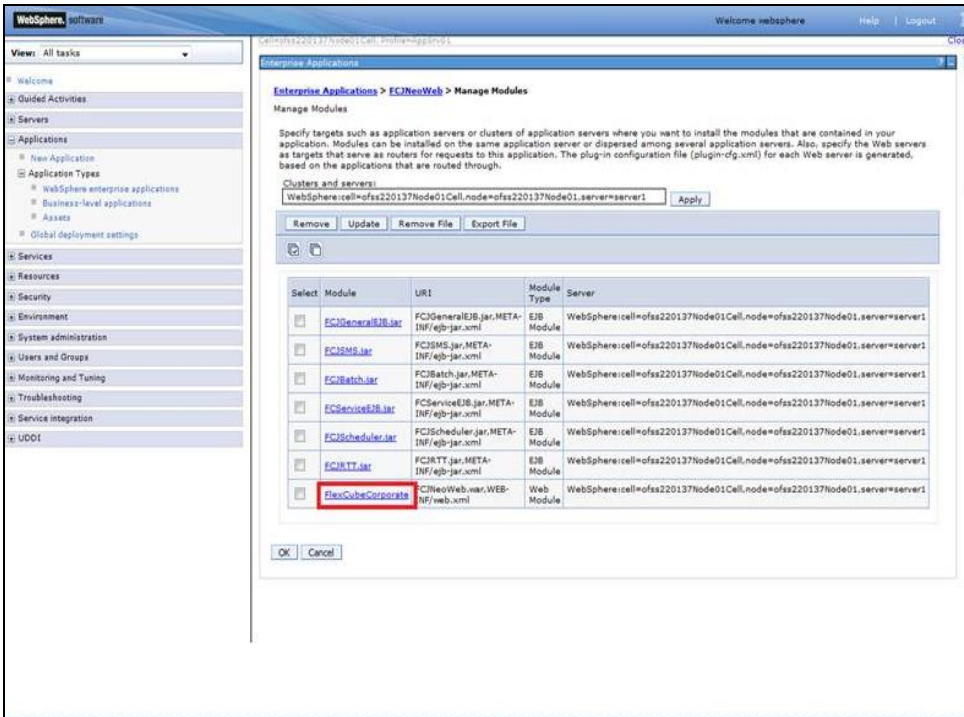 WebSphere. software
Welcome websphere
Help | Logout
View: All tasks
Cell=ofss220137Node01Cell, Profile=AppSrv01
Clos
Welcome
Guided Activities
Servers
Applications
New Application
Application Types
WebSphere enterprise applications
Business-level applications
Assets
Global deployment settings
Services
Resources
Security
Environment
System administration
Users and Groups
Monitoring and Tuning
Troubleshooting
Service integration
UDDI
Enterprise Applications
? -
Enterprise Applications > FCJNeoWeb > Manage Modules
Manage Modules
Specify targets such as application servers or clusters of application servers where you want to install the modules that are contained in your
application. Modules can be installed on the same application server or dispersed among several application servers. Also, specify the Web servers
as targets that serve as routers for requests to this application. The plug-in configuration file (plugin-cfg.xml) for each Web server is generated,
based on the applications that are routed through.
Clusters and servers:
WebSphere:cell=ofss220137Node01Cell,node=ofss220137Node01,server=server1
Apply
Remove Update Remove File Export File
Select Module URI Module Type Server
FCJGeneralEJB.jar FCJGeneralEJB.jar,META-INF/ejb-jar.xml EJB Module WebSphere:cell=ofss220137Node01Cell,node=ofss220137Node01,server=server1
FCJSMS.jar FCJSMS.jar,META-INF/ejb-jar.xml EJB Module WebSphere:cell=ofss220137Node01Cell,node=ofss220137Node01,server=server1
FCJBatch.jar FCJBatch.jar,META-INF/ejb-jar.xml EJB Module WebSphere:cell=ofss220137Node01Cell,node=ofss220137Node01,server=server1
FCServiceEJB.jar FCServiceEJB.jar,META-INF/ejb-jar.xml EJB Module WebSphere:cell=ofss220137Node01Cell,node=ofss220137Node01,server=server1
FCJScheduler.jar FCJScheduler.jar,META-INF/ejb-jar.xml EJB Module WebSphere:cell=ofss220137Node01Cell,node=ofss220137Node01,server=server1
FCJRTT.jar FCJRTT.jar,META-INF/ejb-jar.xml EJB Module WebSphere:cell=ofss220137Node01Cell,node=ofss220137Node01,server=server1
FlexCubeCorporate FCJNeoWeb.war,WEB-INF/web.xml Web Module WebSphere:cell=ofss220137Node01Cell,node=ofss220137Node01,server=server1
OK Cancel